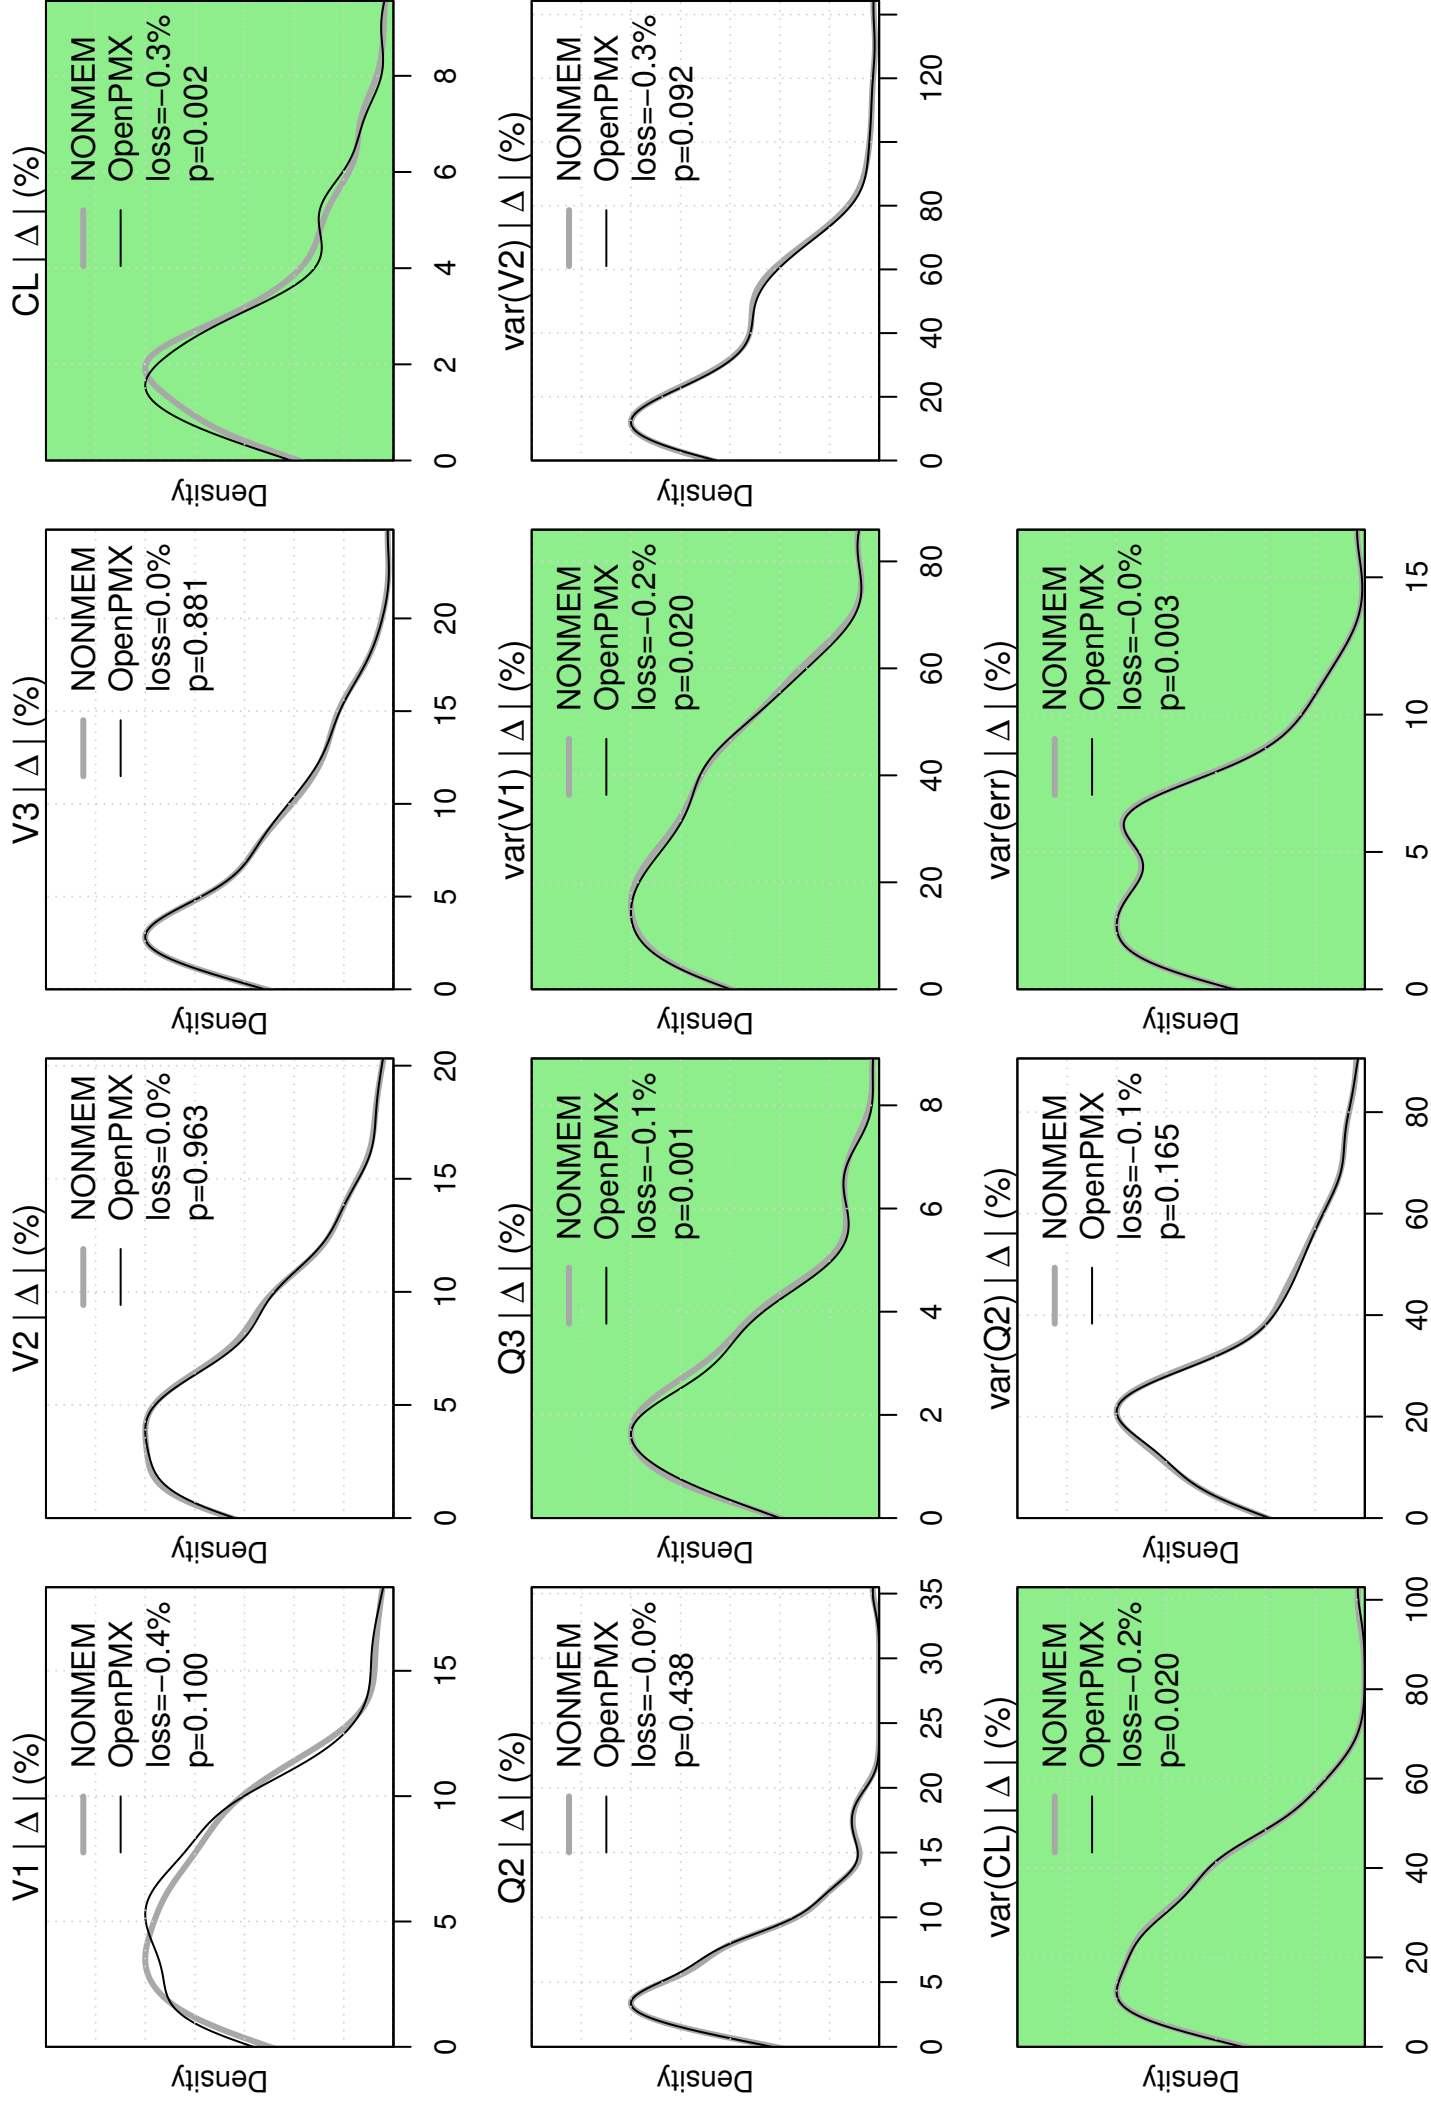 V1 | Δ | (%)
NONMEM
OpenPMX
loss=−0.4%
p=0.100
Density
0 5 10 15
V2 | Δ | (%)
NONMEM
OpenPMX
loss=0.0%
p=0.963
Density
0 5 10 15 20
V3 | Δ | (%)
NONMEM
OpenPMX
loss=0.0%
p=0.881
Density
0 5 10 15 20
CL | Δ | (%)
NONMEM
OpenPMX
loss=−0.3%
p=0.002
Density
0 2 4 6 8
Q2 | Δ | (%)
NONMEM
OpenPMX
loss=−0.0%
p=0.438
Density
0 5 10 15 20 25 30 35
Q3 | Δ | (%)
NONMEM
OpenPMX
loss=−0.1%
p=0.001
Density
0 2 4 6 8
var(V1) | Δ | (%)
NONMEM
OpenPMX
loss=−0.2%
p=0.020
Density
0 20 40 60 80
var(V2) | Δ | (%)
NONMEM
OpenPMX
loss=−0.3%
p=0.092
Density
0 20 40 60 80 120
var(CL) | Δ | (%)
NONMEM
OpenPMX
loss=−0.2%
p=0.020
Density
0 20 40 60 80 100
var(Q2) | Δ | (%)
NONMEM
OpenPMX
loss=−0.1%
p=0.165
Density
0 20 40 60 80
var(err) | Δ | (%)
NONMEM
OpenPMX
loss=−0.0%
p=0.003
Density
0 5 10 15